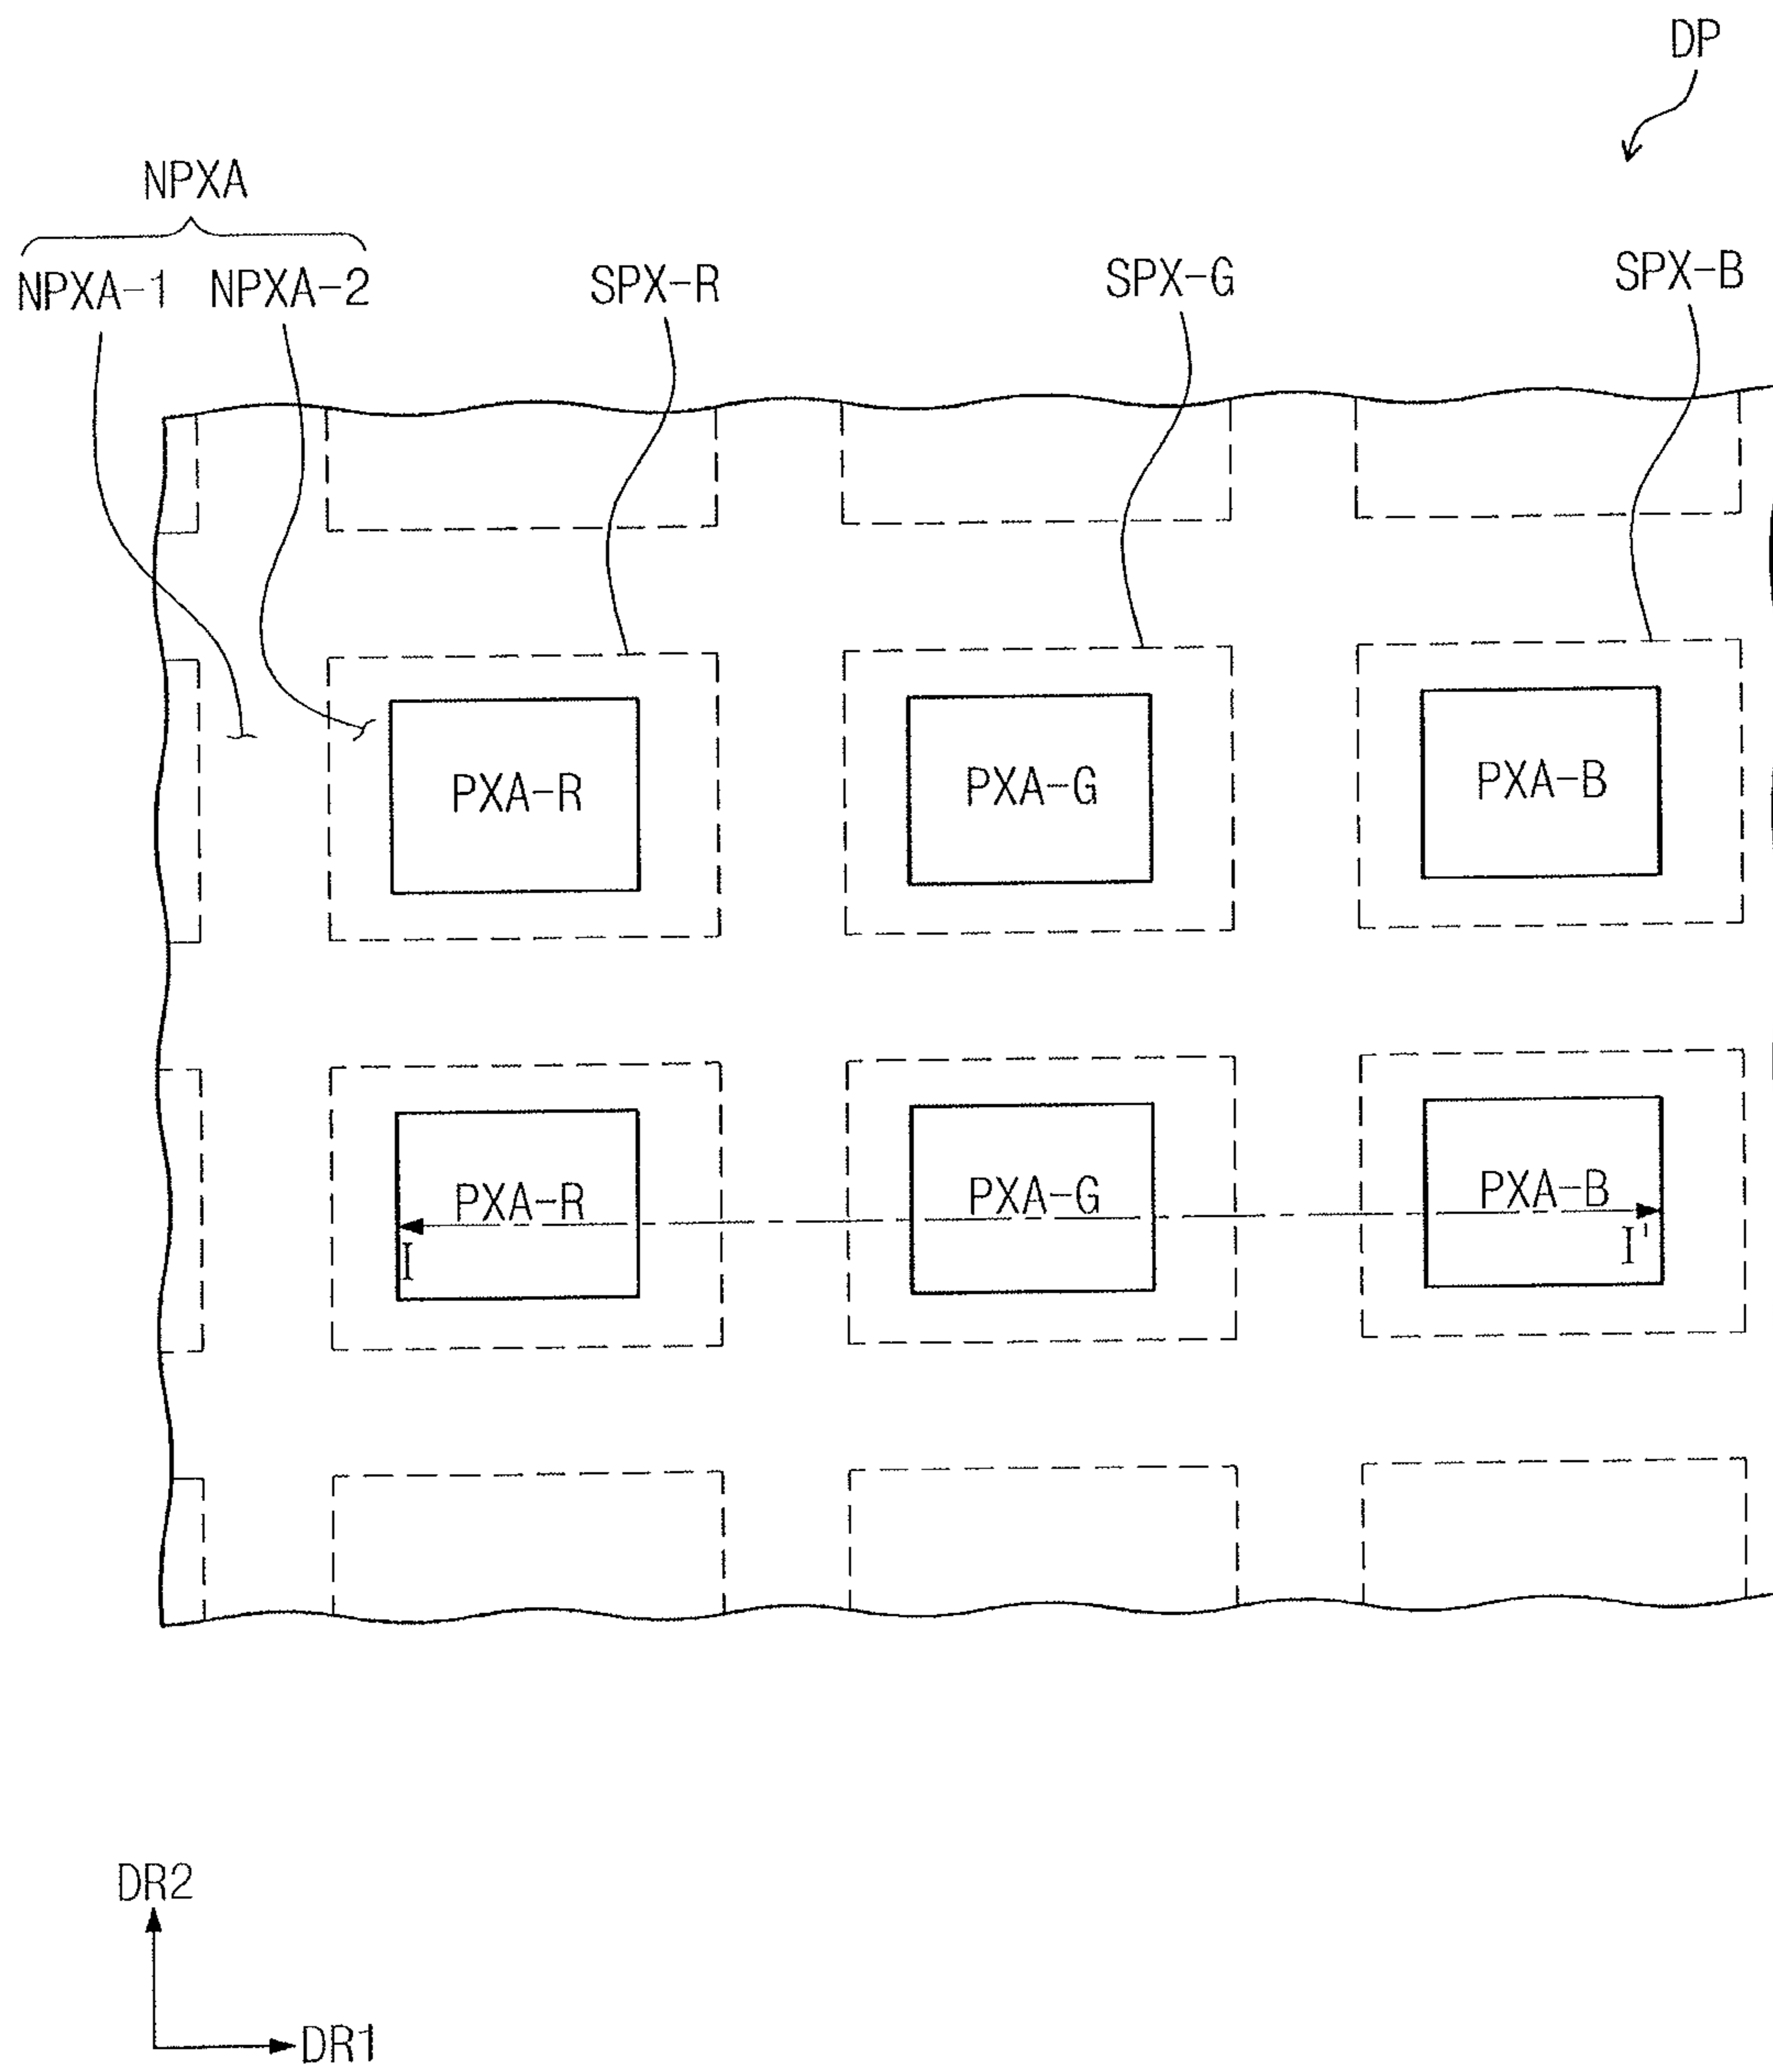 DP
NPXA
NPXA-1 NPXA-2 SPX-R SPX-G SPX-B
PXA-R PXA-G PXA-B
PXA-R PXA-G PXA-B
I I'
DR2
DR1